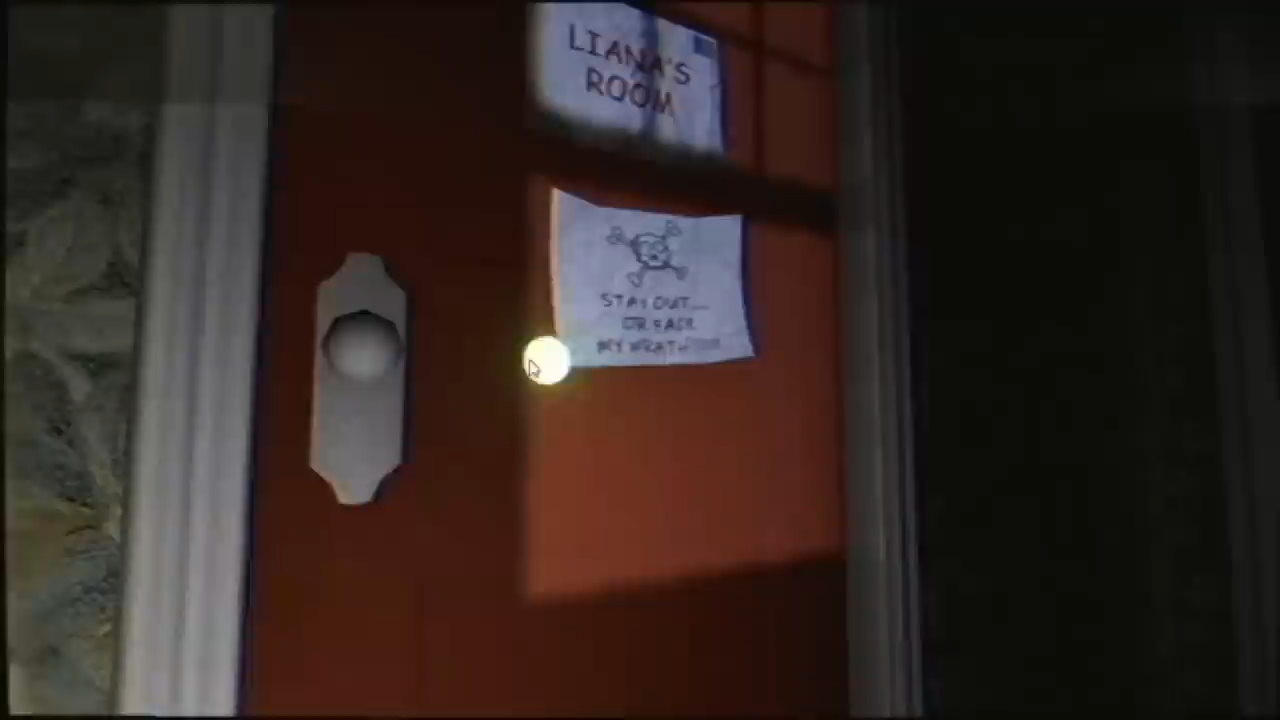 LIANA'S
ROOM
STAY OUT....
OR FACE
MY WRATH!!!!!